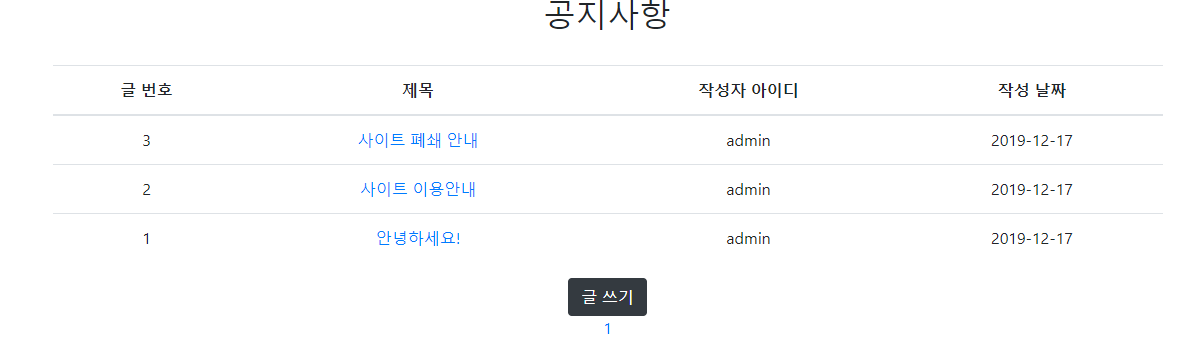 공지사항
글 번호 제목 작성자 아이디 작성 날짜
3 사이트 폐쇄 안내 admin 2019-12-17
2 사이트 이용안내 admin 2019-12-17
1 안녕하세요! admin 2019-12-17
글 쓰기
1